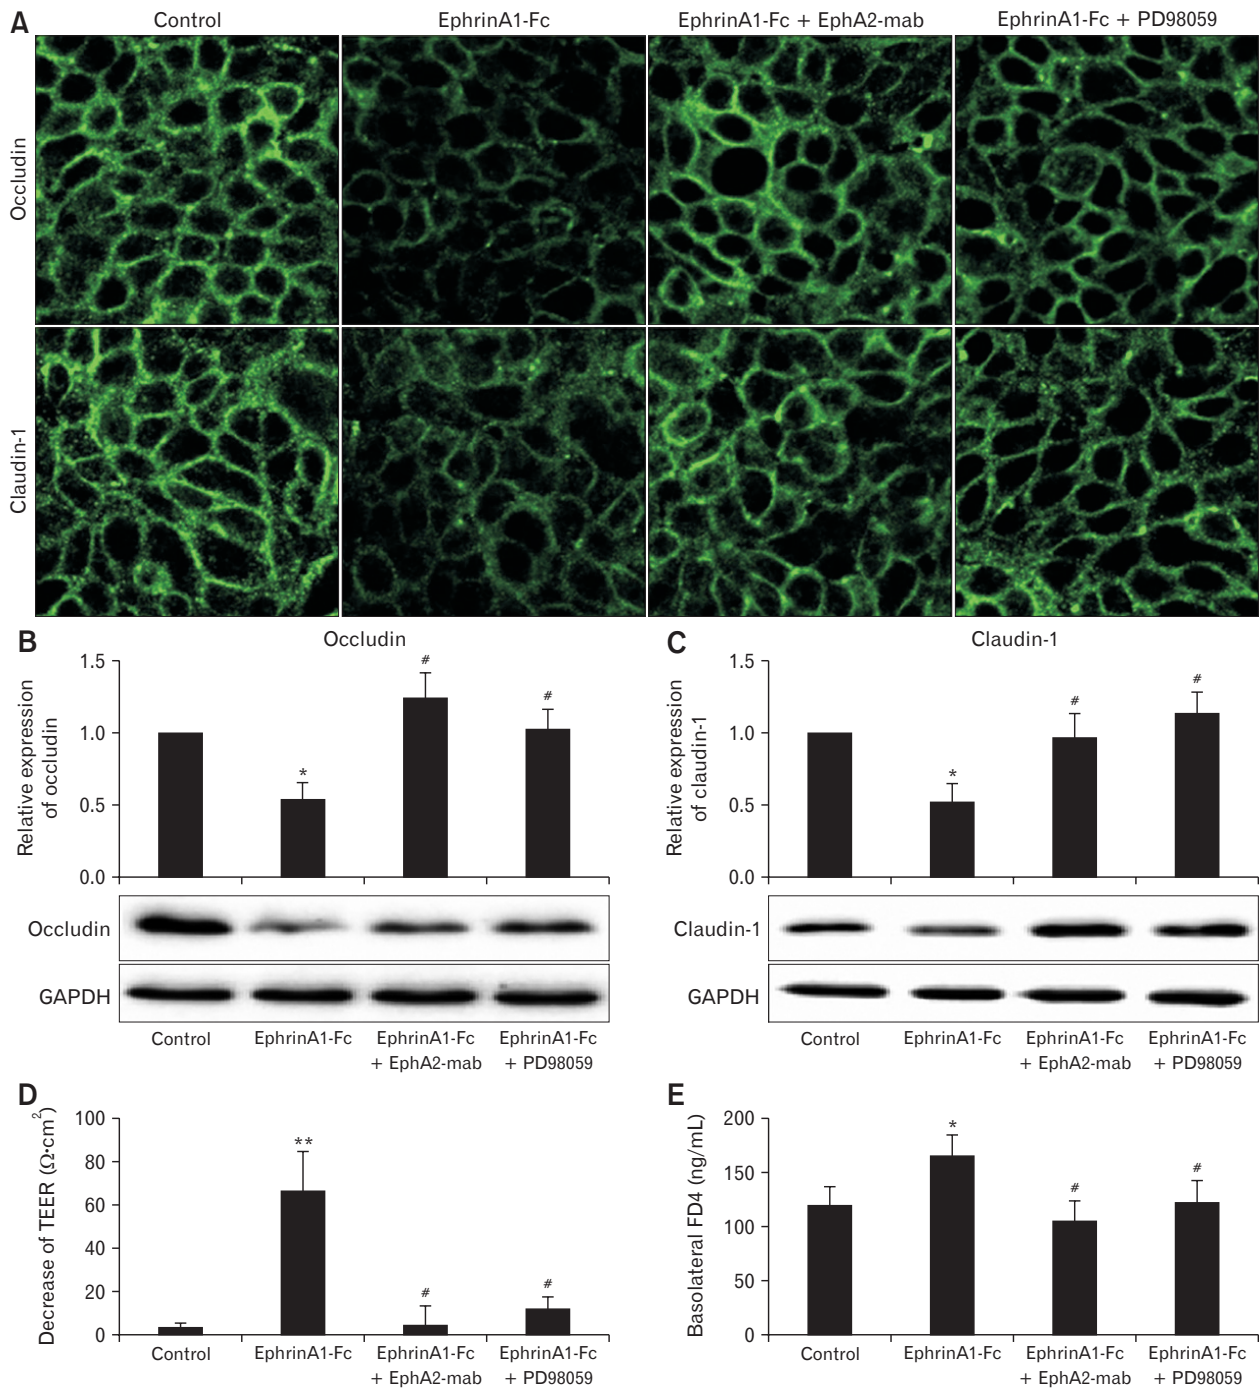 A
Control
EphrinA1-Fc
EphrinA1-Fc + EphA2-mab
EphrinA1-Fc + PD98059
Occludin
Claudin-1
B
Occludin
Relative expression
of occludin
1.5
1.0
0.5
0.0
*
#
#
Occludin
GAPDH
Control
EphrinA1-Fc
EphrinA1-Fc
+ EphA2-mab
EphrinA1-Fc
+ PD98059
C
Claudin-1
Relative expression
of claudin-1
1.5
1.0
0.5
0.0
*
#
#
Claudin-1
GAPDH
Control
EphrinA1-Fc
EphrinA1-Fc
+ EphA2-mab
EphrinA1-Fc
+ PD98059
D
Decrease of TEER (Ω•cm²)
100
80
60
40
20
0
**
#
#
Control
EphrinA1-Fc
EphrinA1-Fc
+ EphA2-mab
EphrinA1-Fc
+ PD98059
E
Basolateral FD4 (ng/mL)
200
150
100
50
0
*
#
#
Control
EphrinA1-Fc
EphrinA1-Fc
+ EphA2-mab
EphrinA1-Fc
+ PD98059